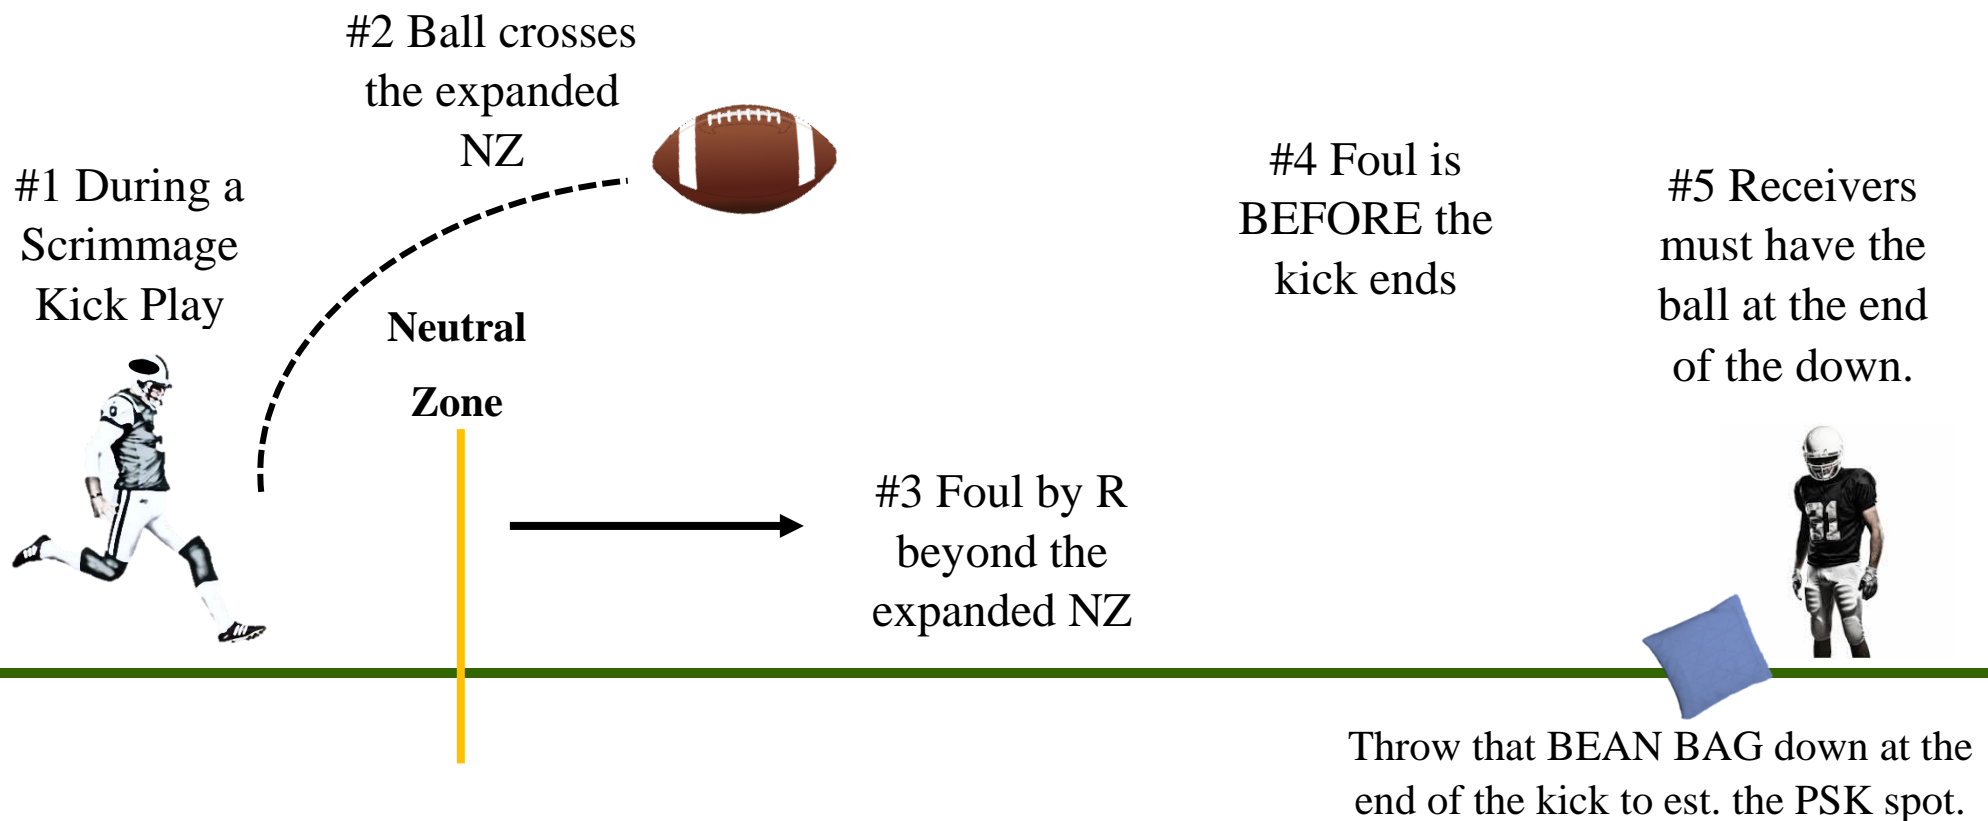 #1 During a
Scrimmage
Kick Play
#2 Ball crosses
the expanded
NZ
Neutral
Zone
#3 Foul by R
beyond the
expanded NZ
#4 Foul is
BEFORE the
kick ends
#5 Receivers
must have the
ball at the end
of the down.
31
Throw that BEAN BAG down at the
end of the kick to est. the PSK spot.